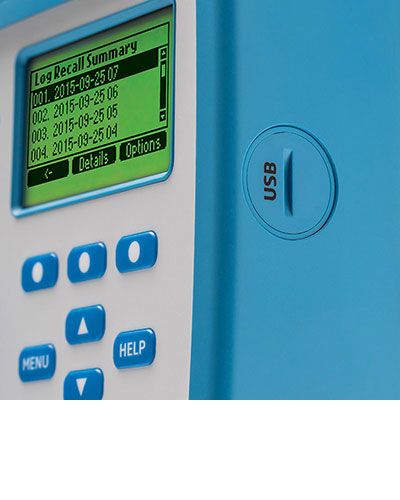 Log Recall Summary
001. 2015-09-25 07
002. 2015-09-25 06
003. 2015-09-25 05
004. 2015-09-25 04
<- Details Options
USB
MENU
HELP